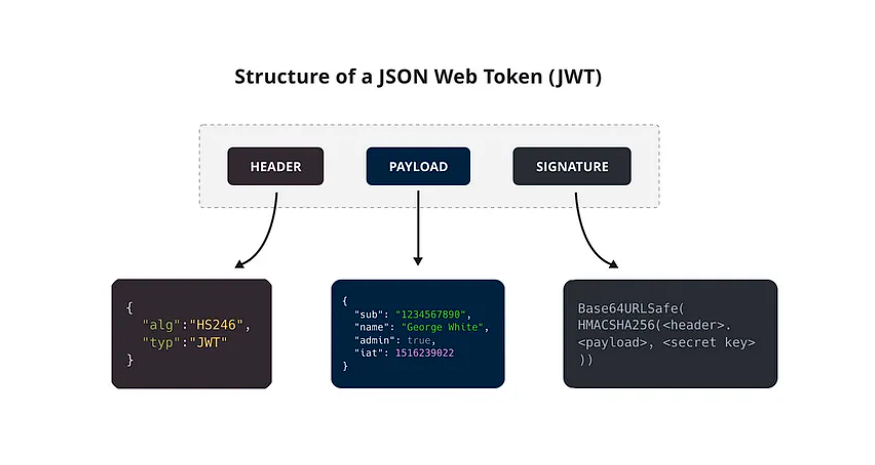 Structure of a JSON Web Token (JWT)
HEADER
PAYLOAD
SIGNATURE
{
"alg":"HS246",
"typ":"JWT"
}
{
"sub": "1234567890",
"name": "George White",
"admin": true,
"iat": 1516239022
}
Base64URLSafe(
HMACSHA256(<header>.
<payload>, <secret key>
))